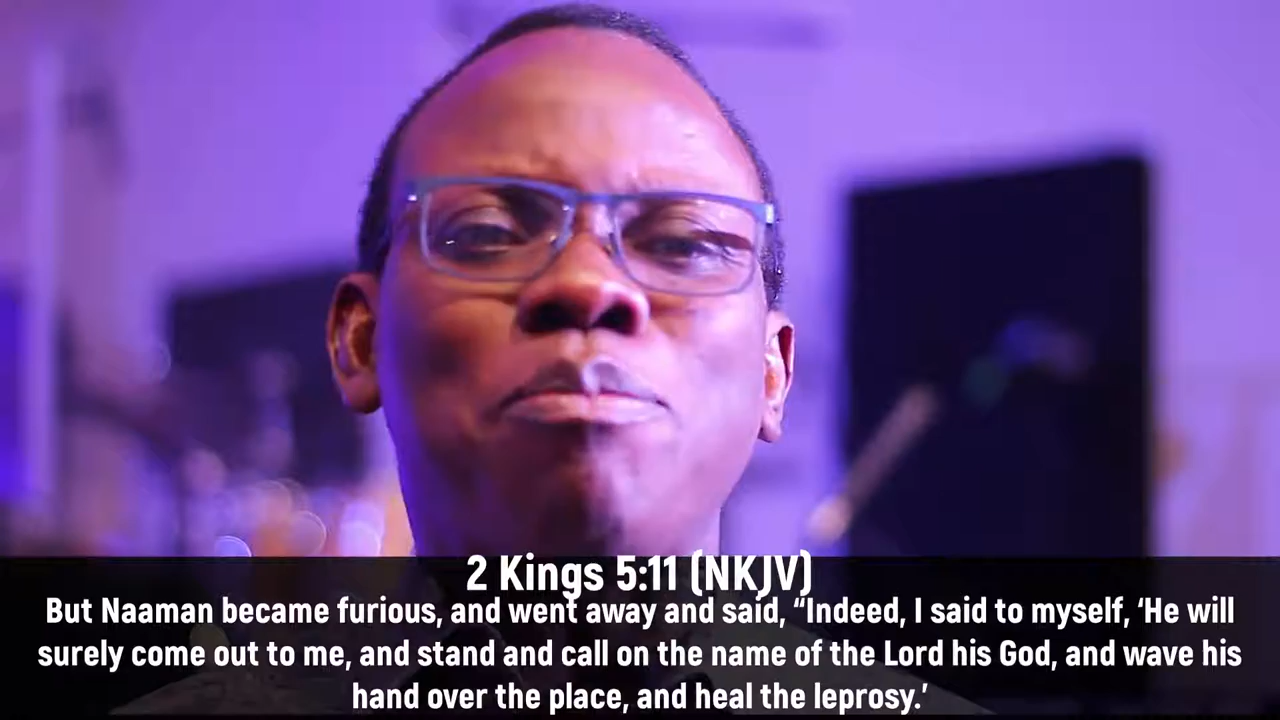 2 Kings 5:11 (NKJV)
But Naaman became furious, and went away and said, “Indeed, I said to myself, ‘He will
surely come out to me, and stand and call on the name of the Lord his God, and wave his
hand over the place, and heal the leprosy.’